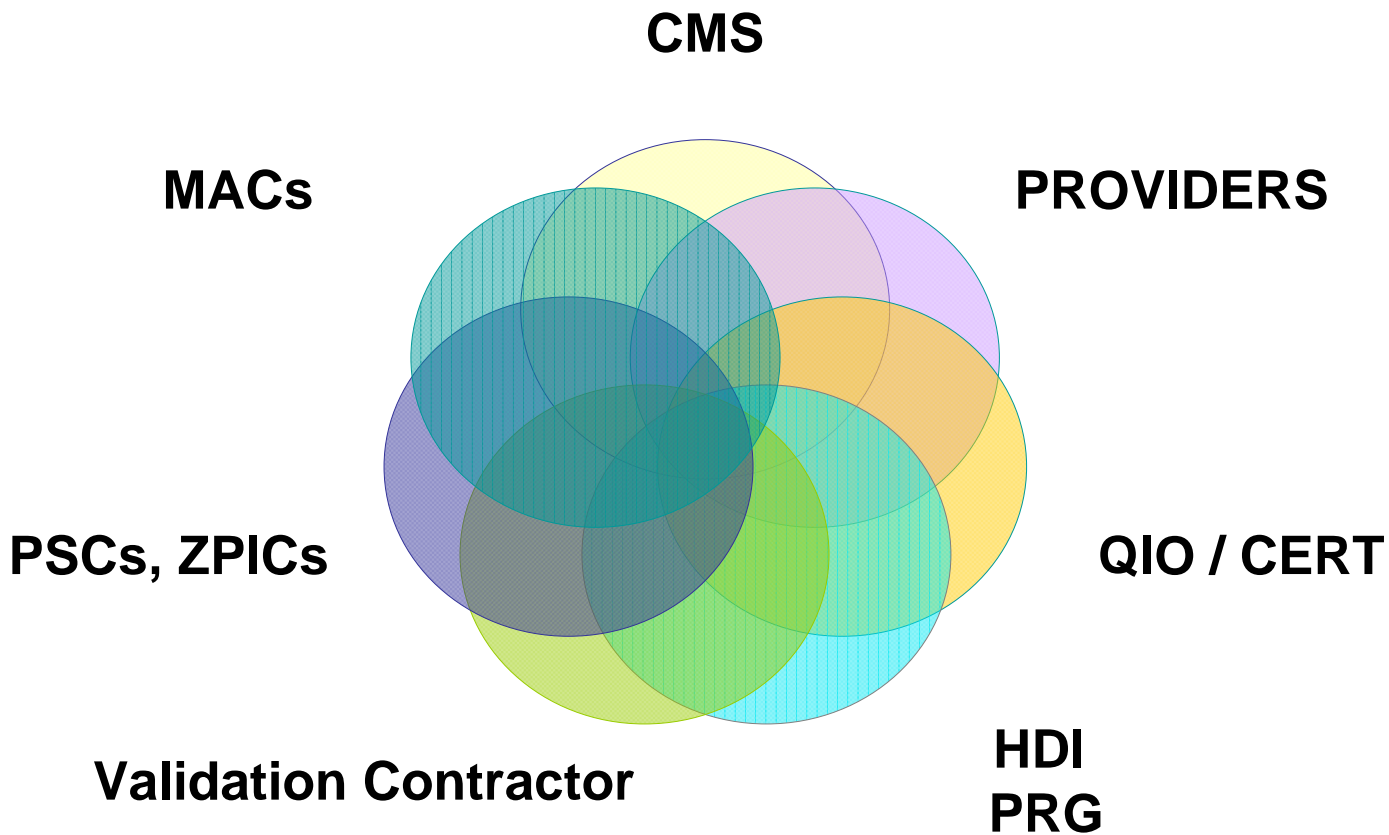 CMS
MACs
PROVIDERS
PSCs, ZPICs
QIO / CERT
Validation Contractor
HDI
PRG